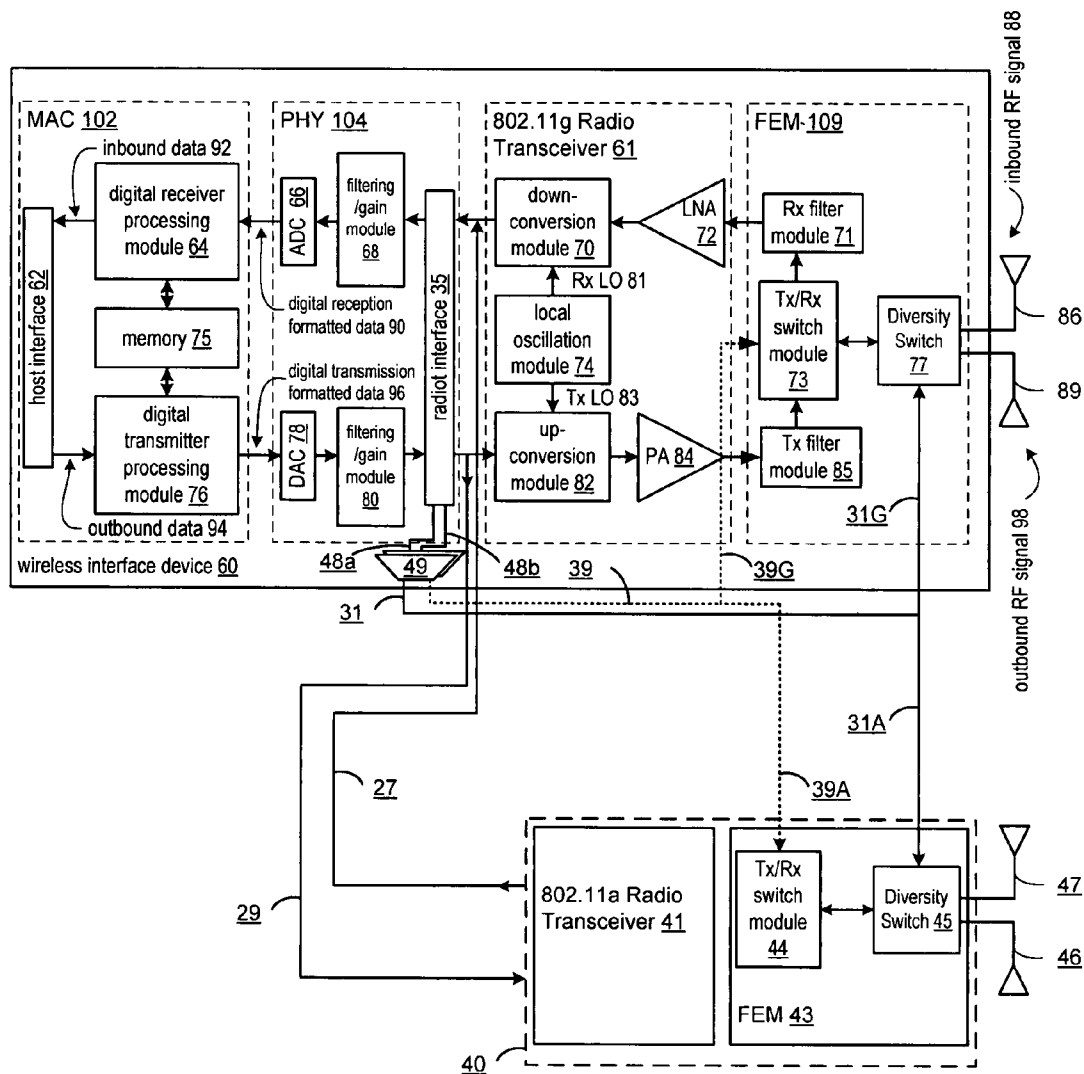 inbound RF signal 88
MAC 102
inbound data 92
digital receiver
processing
module 64
host interface 62
memory 75
digital
transmitter
processing
module 76
outbound data 94
wireless interface device 60
PHY 104
ADC 66
filtering
/gain
module
68
digital reception
formatted data 90
digital transmission
formatted data 96
DAC 78
filtering
/gain
module
80
radiot interface 35
48a
49
48b
802.11g Radio
Transceiver 61
down-
conversion
module 70
LNA
72
Rx LO 81
local
oscillation
module 74
Tx LO 83
up-
conversion
module 82
PA 84
FEM-109
Rx filter
module 71
Tx/Rx
switch
module
73
Diversity
Switch
77
Tx filter
module 85
86
89
31G
outbound RF signal 98
31
39
39G
31A
27
39A
29
802.11a Radio
Transceiver 41
Tx/Rx
switch
module
44
Diversity
Switch 45
47
46
FEM 43
40